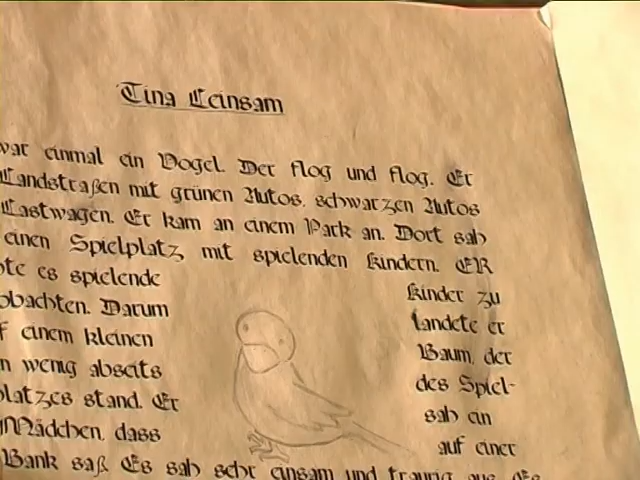 Tina Einsam
war einmal ein Vogel. Der flog und flog. Er
Landstraßen mit grünen Autos, schwarzen Autos
Lastwagen. Er kam an einem Park an. Dort sah
einen Spielplatz, mit spielenden kindern. ER
es spielende kinder zu
obachten. Darum landete er
f einem kleinen Baum, der
n wenig abseits des Spiel-
platzes stand. Er sah ein
Mädchen, dass auf einer
Bank saß Es sah sehr einsam und traurig aus. Es